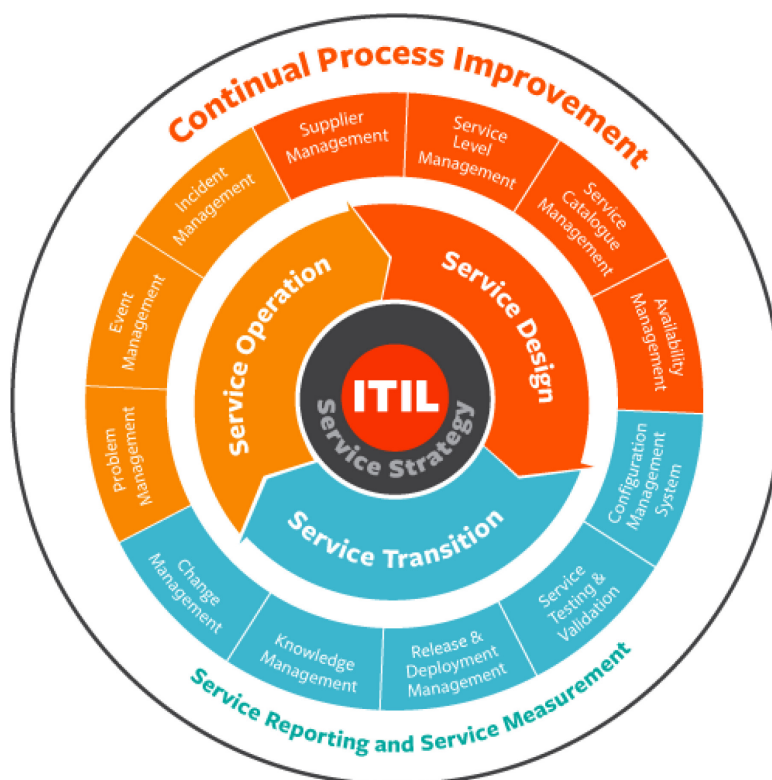 Continual Process Improvement
Supplier
Management
Service
Level
Management
Service
Catalogue
Management
Availability
Management
Configuration
Management
System
Service
Testing &
Validation
Release &
Deployment
Management
Knowledge
Management
Change
Management
Problem
Management
Event
Management
Incident
Management
Service Operation
Service Design
Service Transition
ITIL
Service Strategy
Service Reporting and Service Measurement